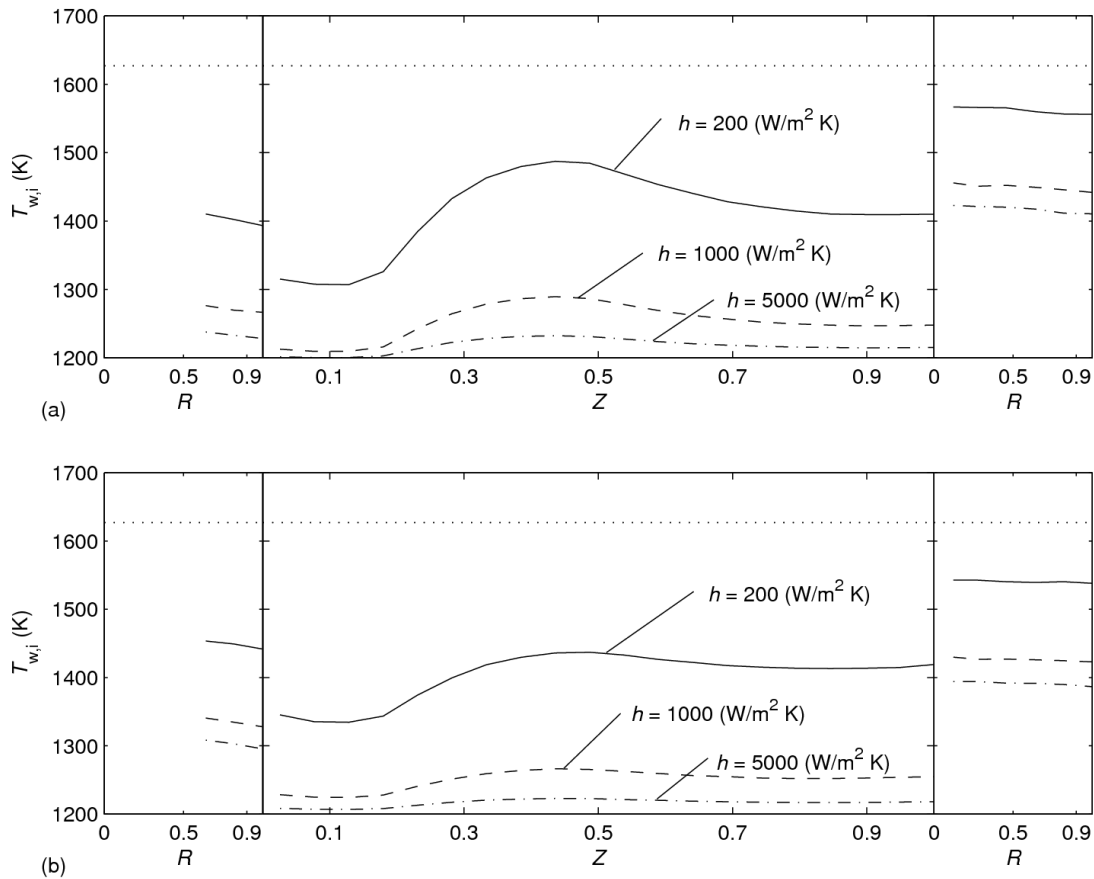 1700
1600
1500
1400
1300
1200
T_w,i (K)
h = 200 (W/m² K)
h = 1000 (W/m² K)
h = 5000 (W/m² K)
0 0.5 0.9 0.1 0.3 0.5 0.7 0.9 0 0.5 0.9
R Z R
(a)
1700
1600
1500
1400
1300
1200
T_w,i (K)
h = 200 (W/m² K)
h = 1000 (W/m² K)
h = 5000 (W/m² K)
0 0.5 0.9 0.1 0.3 0.5 0.7 0.9 0 0.5 0.9
R Z R
(b)